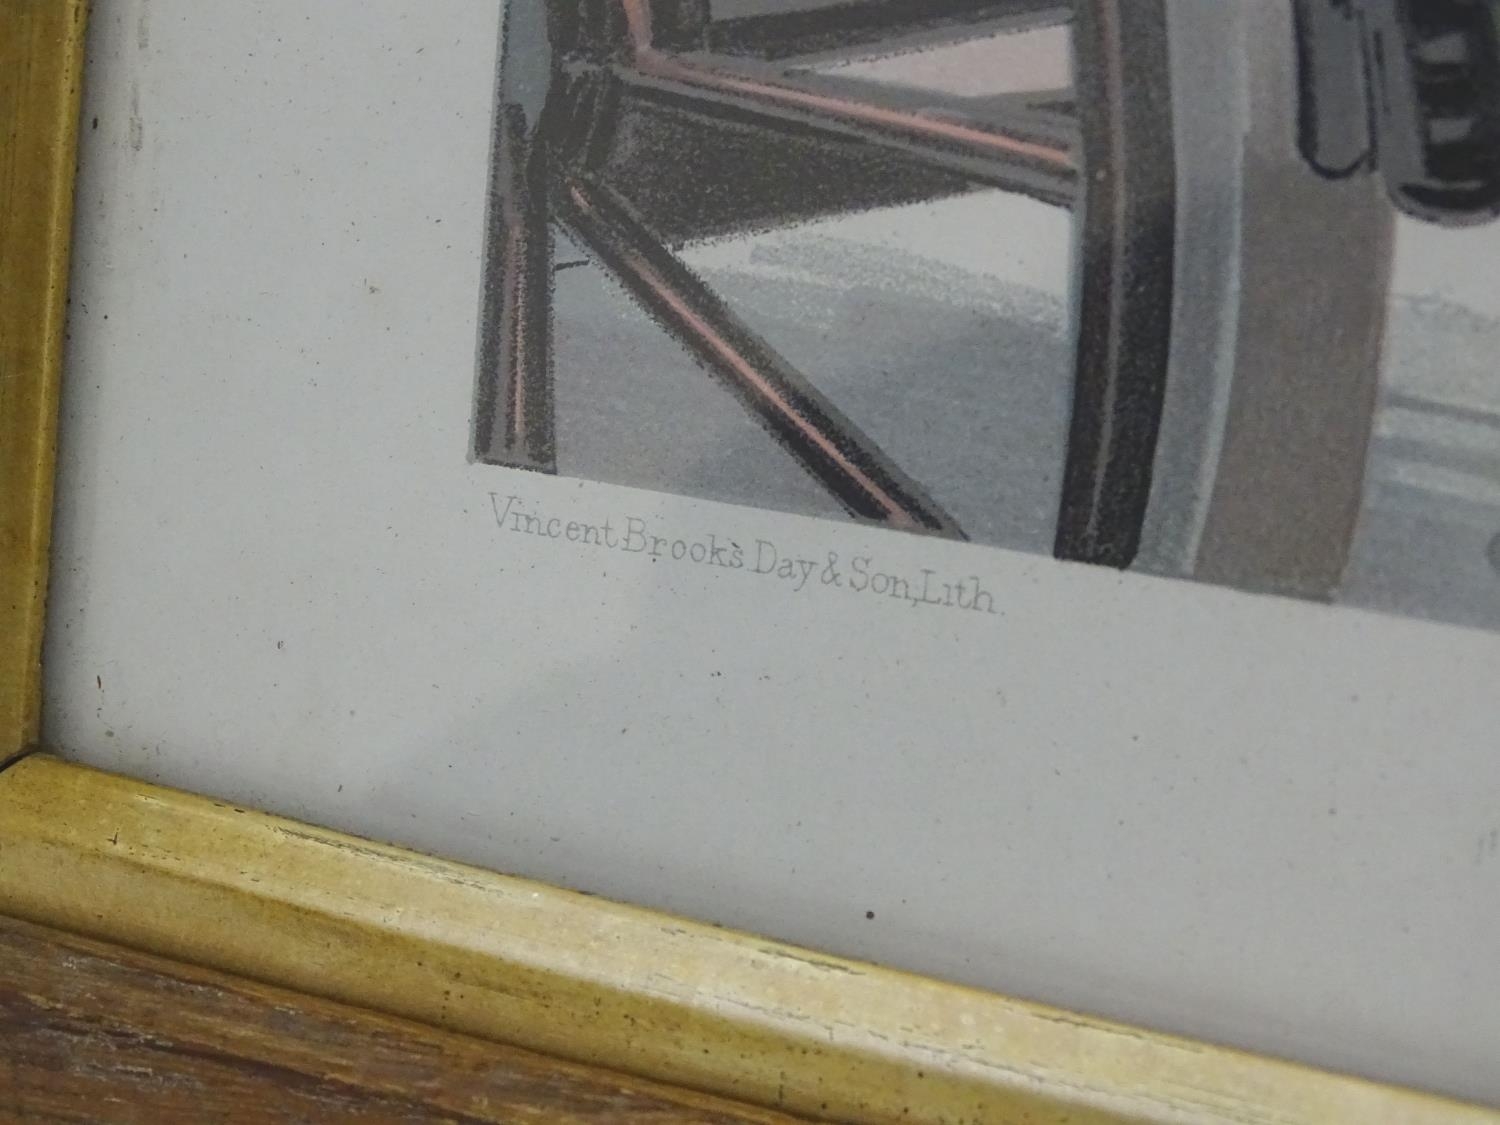 Vincent Brooks Day & Son, Lith.